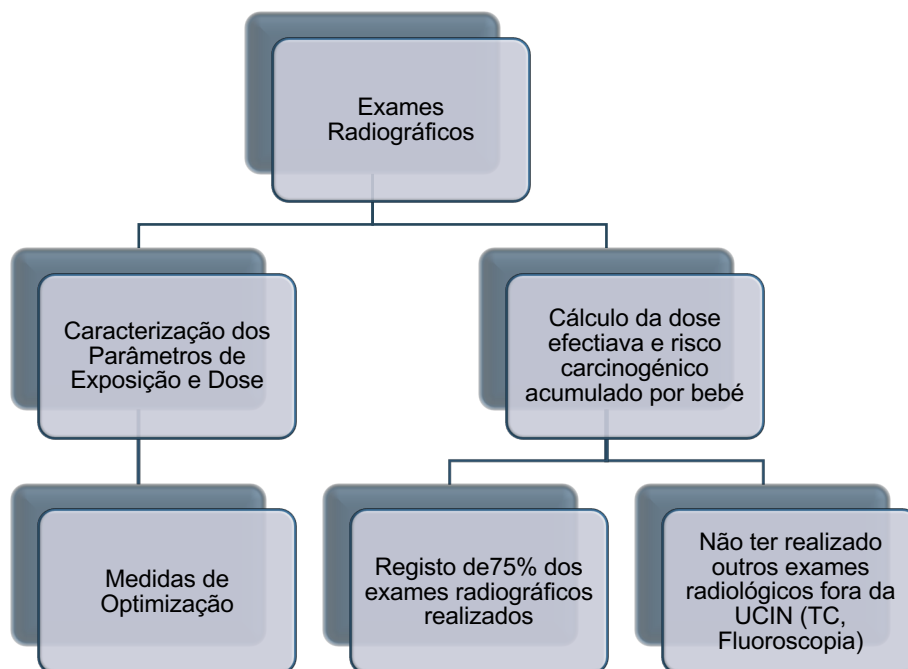 Exames
Radiográficos
Caracterização dos
Parâmetros de
Exposição e Dose
Cálculo da dose
efectiava e risco
carcinogénico
acumulado por bebé
Medidas de
Optimização
Registo de75% dos
exames radiográficos
realizados
Não ter realizado
outros exames
radiológicos fora da
UCIN (TC,
Fluoroscopia)